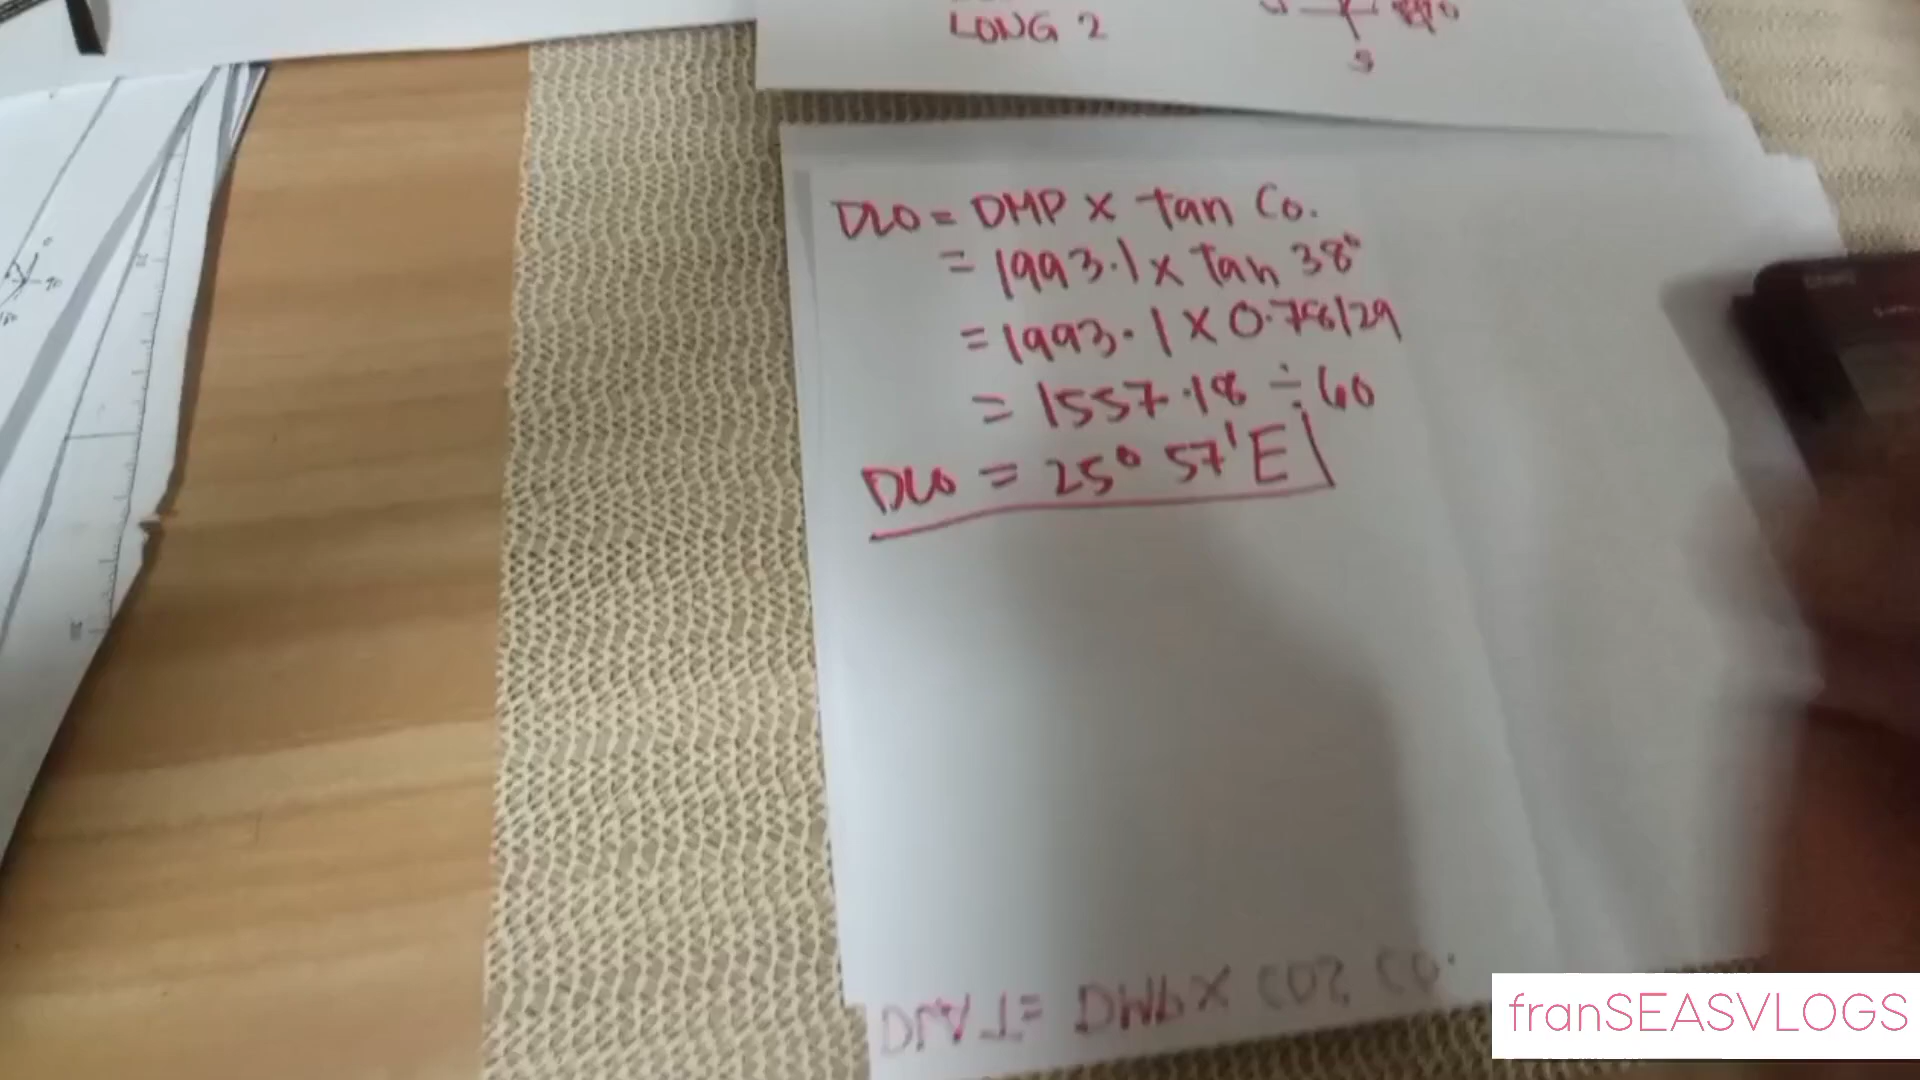 LONG 2
S
DLO = DMP x tan Co.
= 1993.1 x tan 38°
= 1993.1 x 0.78129
= 1557.18 ÷ 60
DLO = 25° 57' E
franSEASVLOGS